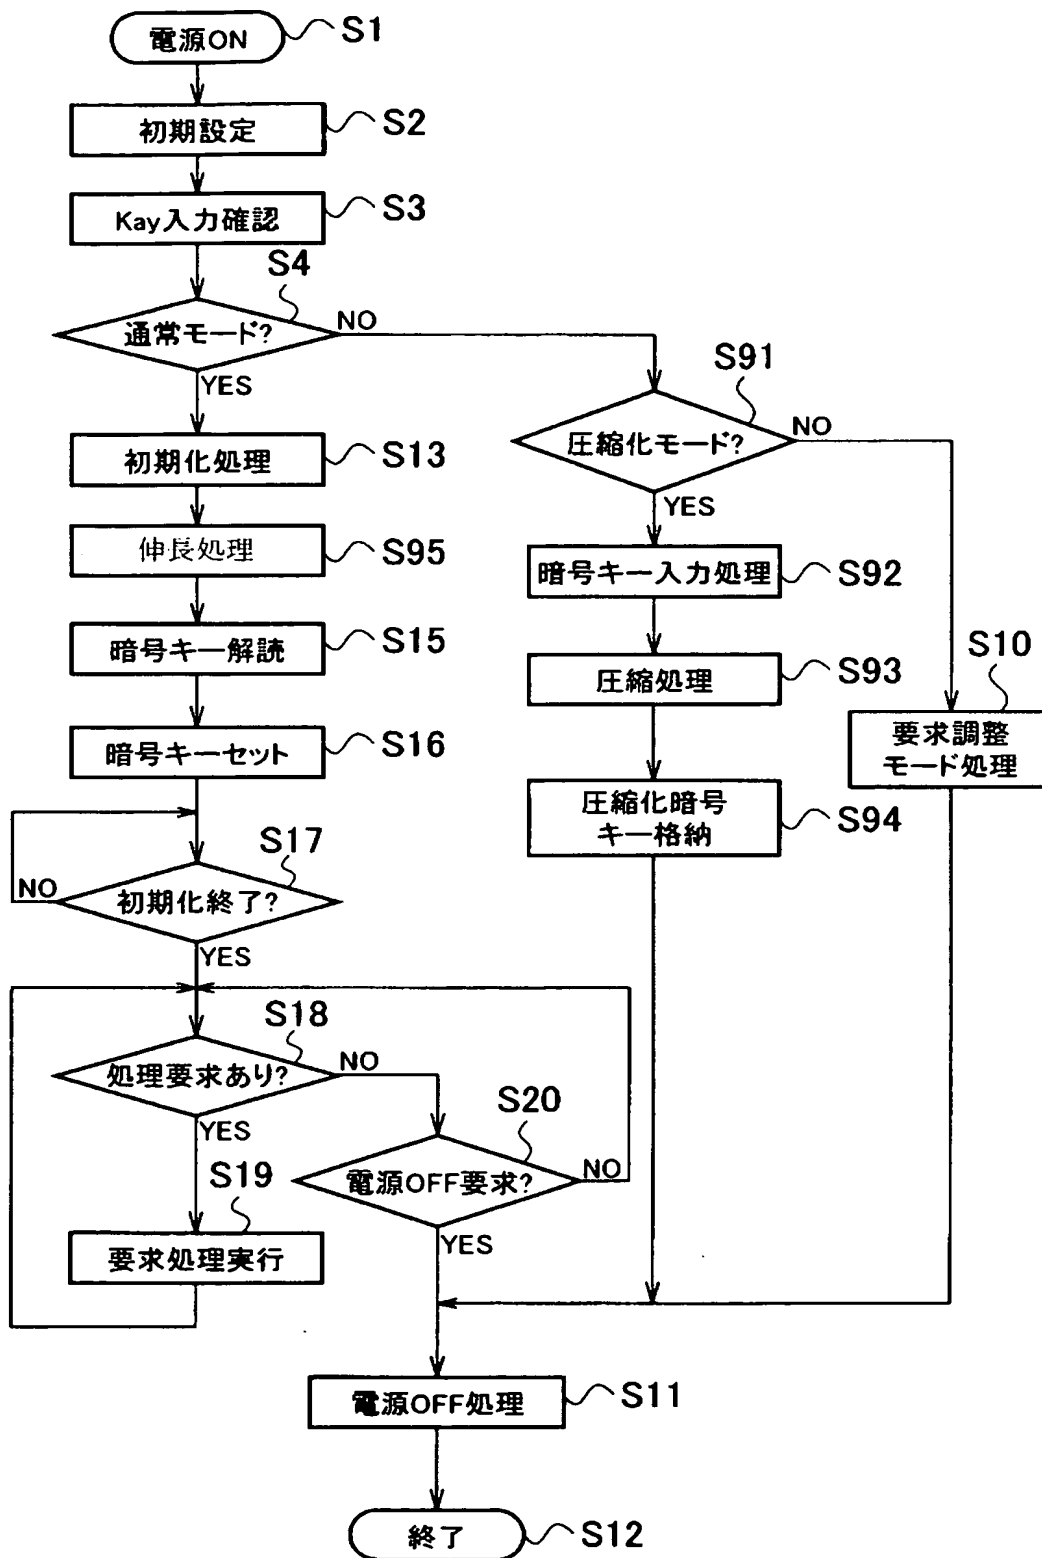 電源ON
S1
初期設定
S2
Kay入力確認
S3
S4
通常モード?
NO
YES
S91
圧縮化モード?
NO
YES
初期化処理
S13
伸長処理
S95
暗号キー入力処理
S92
暗号キー解読
S15
圧縮処理
S93
S10
要求調整
モード処理
暗号キーセット
S16
圧縮化暗号
キー格納
S94
S17
初期化終了?
NO
YES
S18
処理要求あり?
NO
YES
S20
電源OFF要求?
NO
YES
S19
要求処理実行
電源OFF処理
S11
終了
S12